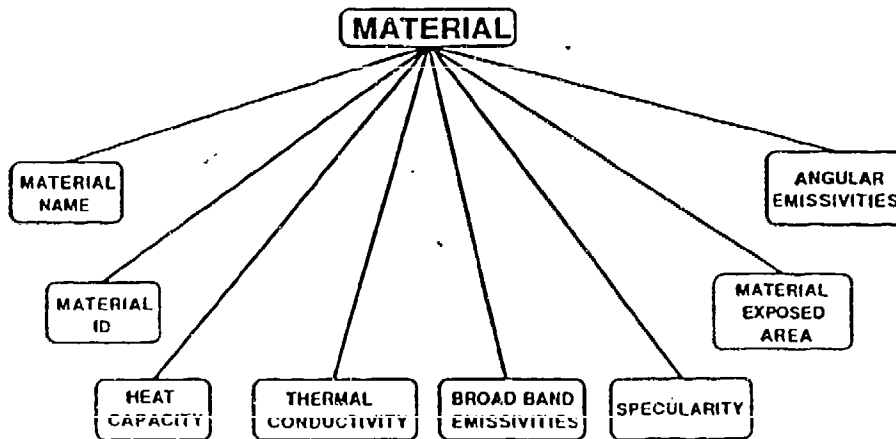 MATERIAL
MATERIAL
NAME
ANGULAR
EMISSIVITIES
MATERIAL
ID
MATERIAL
EXPOSED
AREA
HEAT
CAPACITY
THERMAL
CONDUCTIVITY
BROAD BAND
EMISSIVITIES
SPECULARITY